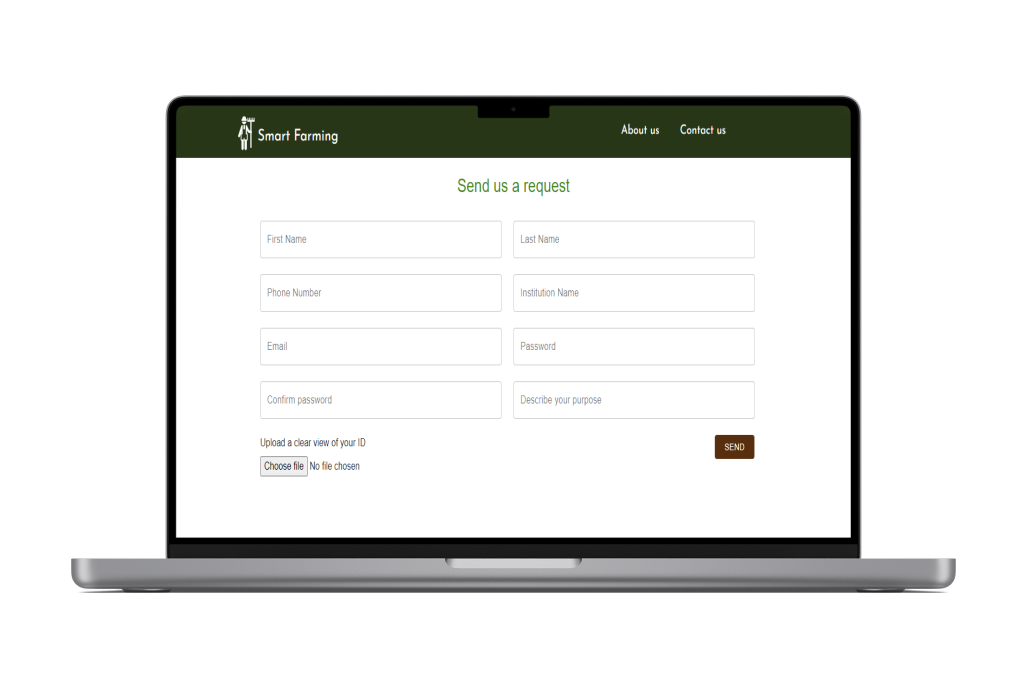 Smart Farming
About us
Contact us
Send us a request
First Name
Last Name
Phone Number
Institution Name
Email
Password
Confirm password
Describe your purpose
Upload a clear view of your ID
SEND
Choose file No file chosen